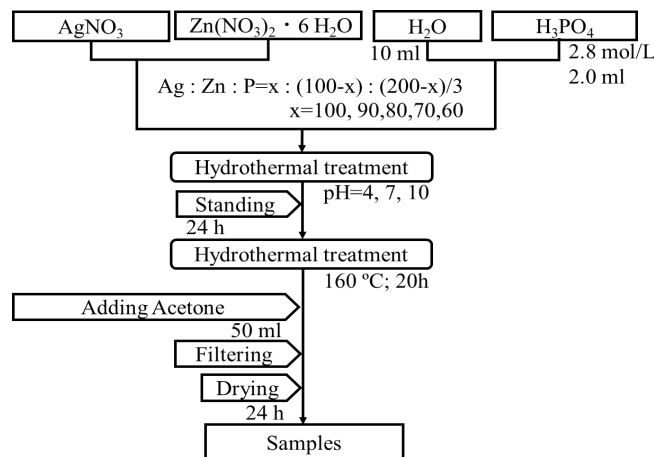 AgNO₃
Zn(NO₃)₂・6 H₂O
H₂O
H₃PO₄
10 ml
2.8 mol/L
2.0 ml
Ag : Zn : P=x : (100-x) : (200-x)/3
x=100, 90,80,70,60
Hydrothermal treatment
pH=4, 7, 10
Standing
24 h
Hydrothermal treatment
160 ºC; 20h
Adding Acetone
50 ml
Filtering
Drying
24 h
Samples